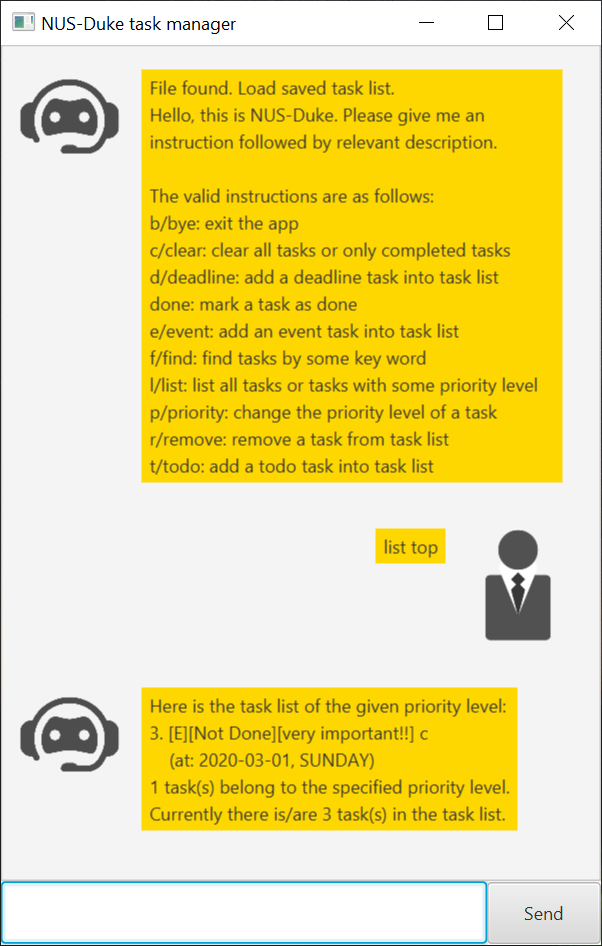 NUS-Duke task manager
File found. Load saved task list.
Hello, this is NUS-Duke. Please give me an
instruction followed by relevant description.
The valid instructions are as follows:
b/bye: exit the app
c/clear: clear all tasks or only completed tasks
d/deadline: add a deadline task into task list
done: mark a task as done
e/event: add an event task into task list
f/find: find tasks by some key word
l/list: list all tasks or tasks with some priority level
p/priority: change the priority level of a task
r/remove: remove a task from task list
t/todo: add a todo task into task list
list top
Here is the task list of the given priority level:
3. [E][Not Done][very important!!] c
(at: 2020-03-01, SUNDAY)
1 task(s) belong to the specified priority level.
Currently there is/are 3 task(s) in the task list.
Send